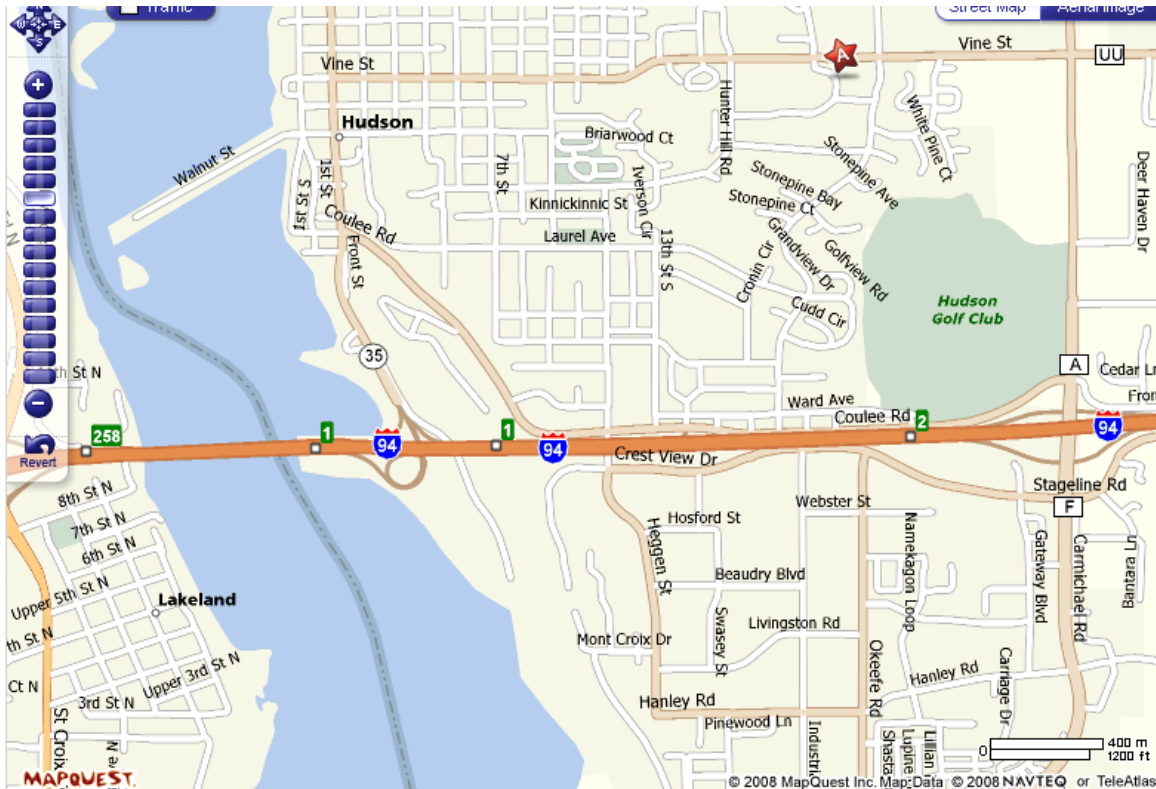 N
W
E
S
Traffic
Street Map
Aerial Image
Vine St
Vine St
UU
Hudson
Walnut St
1st St
1st St S
Coulee Rd
Front St
7th St
Briarwood Ct
Hunter Hill Rd
White Pine Ct
Iverson Cir
Kinnickinnic St
Laurel Ave
13th St S
Stonepine Bay
Stonepine Ct
Stonepine Ave
Grandview Dr
Golfview Rd
Cronin Cir
Cudd Cir
Hudson
Golf Club
Deer Haven Dr
A
A
Cedar Ln
35
Ward Ave
Coulee Rd
258
1
94
1
94
2
94
Revert
Crest View Dr
Stageline Rd
F
Webster St
Hosford St
Heggen St
Beaudry Blvd
Swasey St
Namekagon Loop
Gateway Blvd
Carmichael Rd
Banbea Ln
8th St N
7th St N
6th St N
Upper 5th St N
Lakeland
Upper 3rd St N
3rd St N
Ct N
St Croix
Mont Croix Dr
Livingston Rd
Okeefe Rd
Hanley Rd
Hanley Rd
Carriage Dr
Pinewood Ln
Lillian
Lupine
Shasta
0
400 m
1200 ft
MAPQUEST.
© 2008 MapQuest Inc. Map Data © 2008 NAVTEQ or TeleAtlas